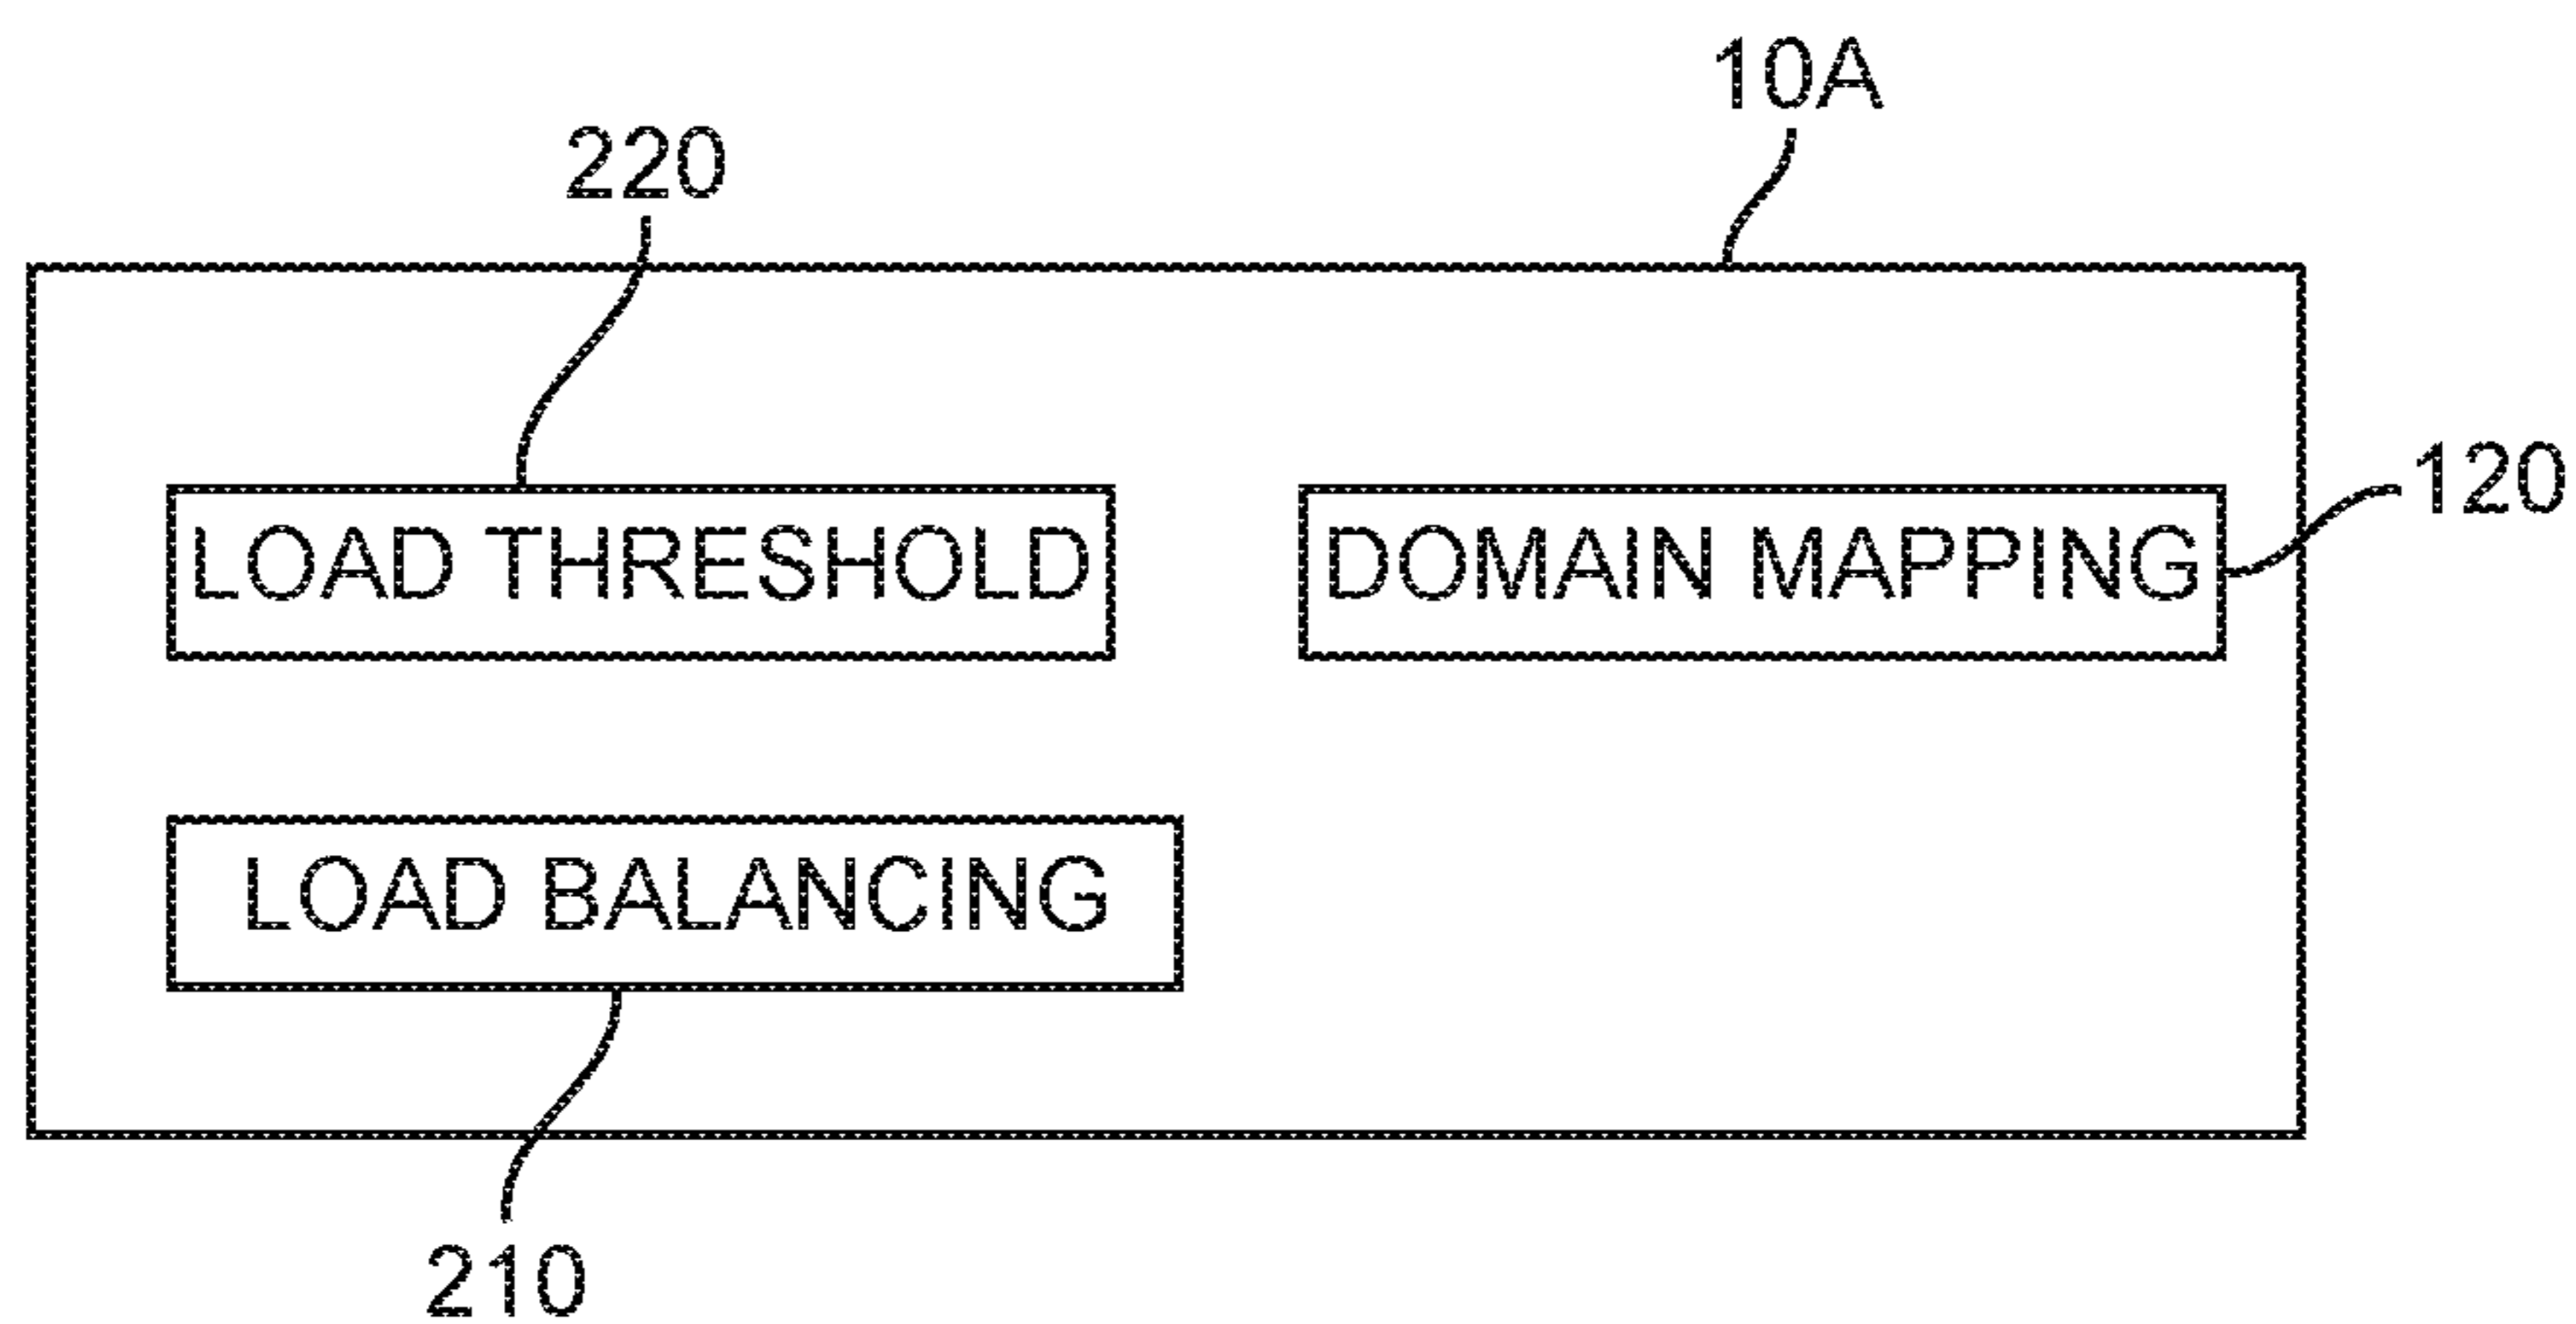 10A
220
120
LOAD THRESHOLD
DOMAIN MAPPING
LOAD BALANCING
210